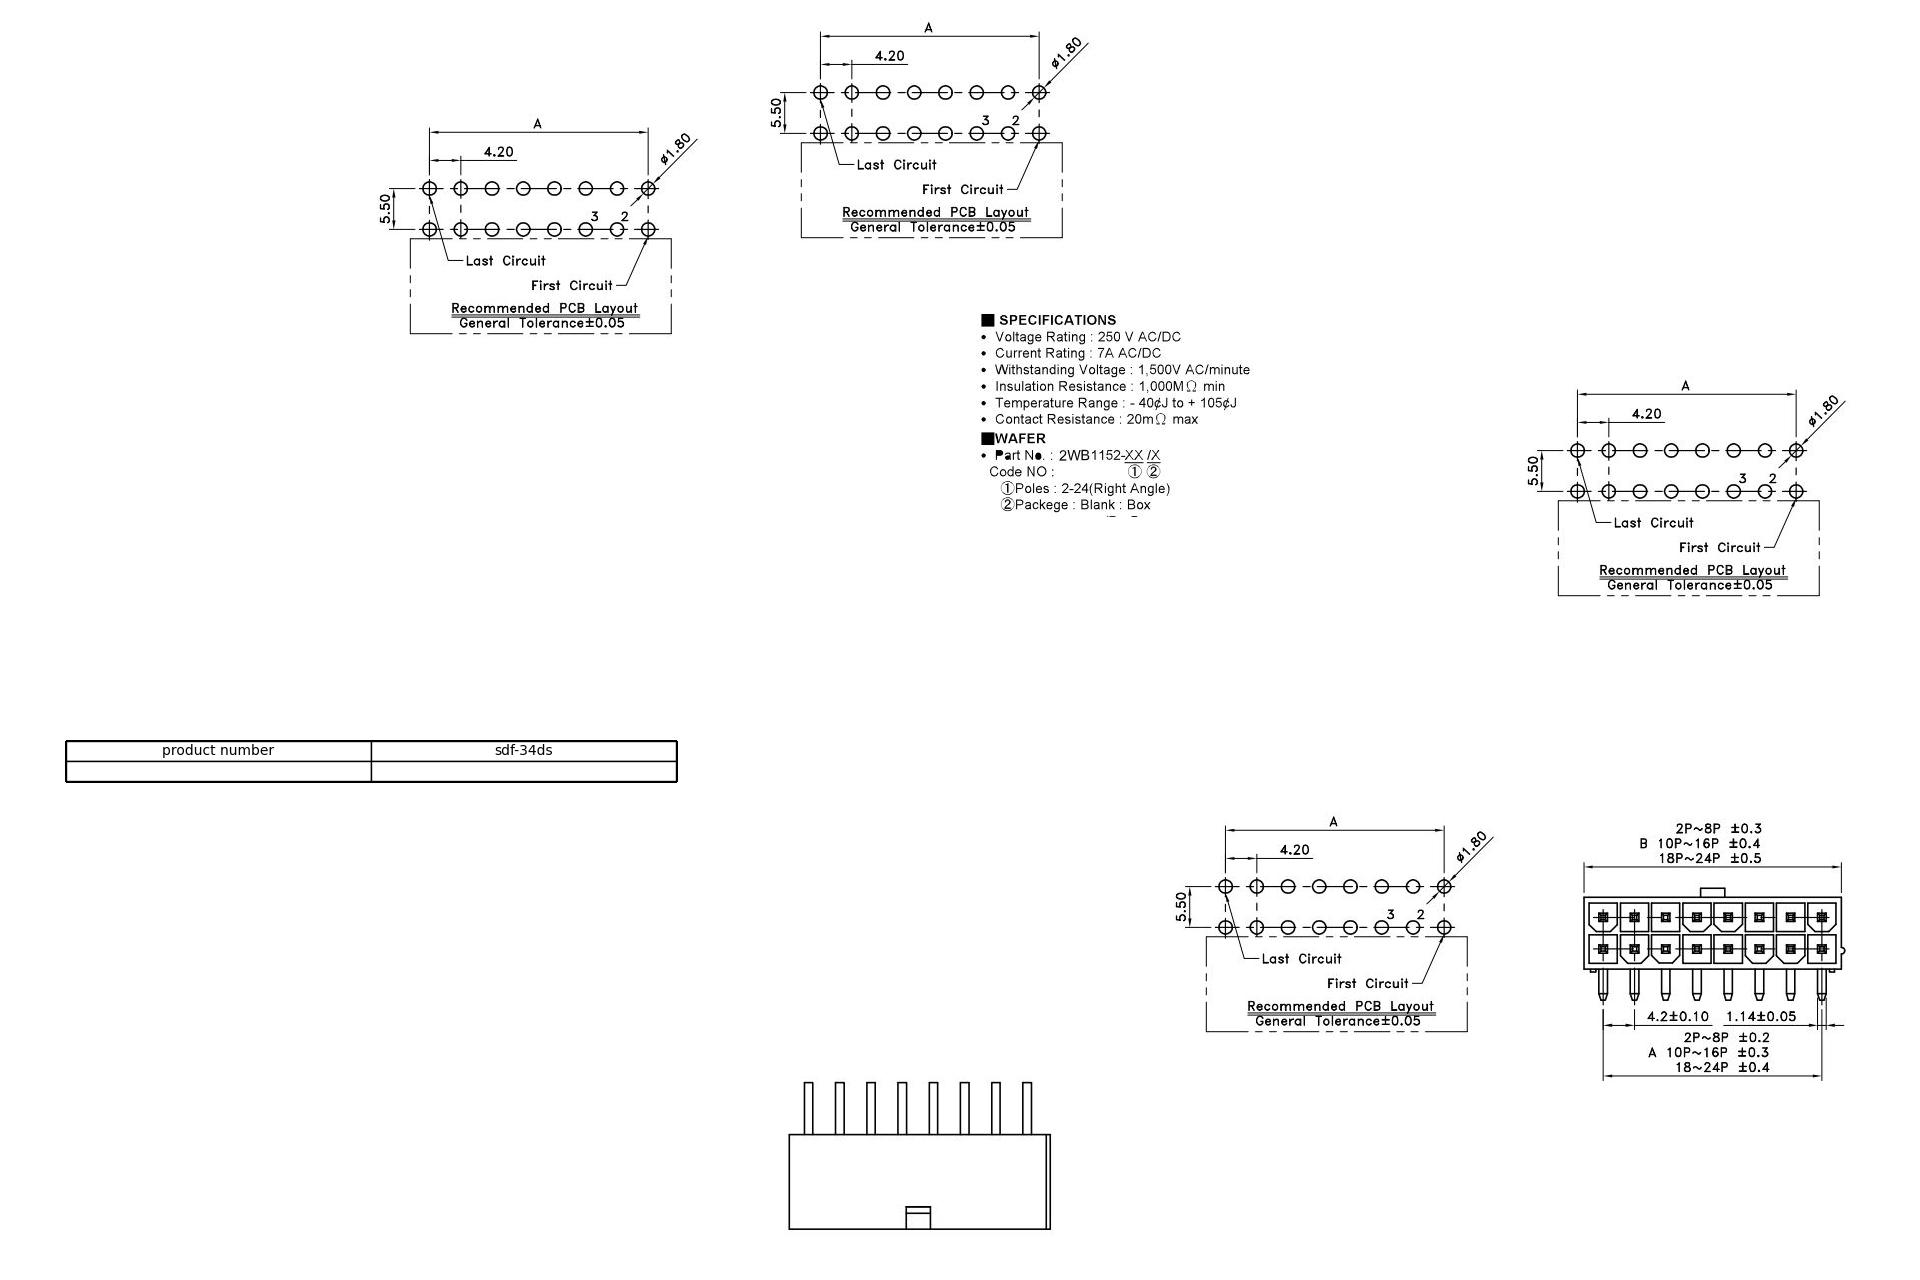 A
4.20
ø1.80
5.50
3 2
Last Circuit
First Circuit
Recommended PCB Layout
General Tolerance±0.05
A
4.20
ø1.80
5.50
3 2
Last Circuit
First Circuit
Recommended PCB Layout
General Tolerance±0.05
■ SPECIFICATIONS
• Voltage Rating : 250 V AC/DC
• Current Rating : 7A AC/DC
• Withstanding Voltage : 1,500V AC/minute
• Insulation Resistance : 1,000MΩ min
• Temperature Range : - 40¢J to + 105¢J
• Contact Resistance : 20mΩ max
■WAFER
• Part No. : 2WB1152-XX /X
Code NO : ① ②
①Poles : 2-24(Right Angle)
②Packege : Blank : Box
A
4.20
ø1.80
5.50
3 2
Last Circuit
First Circuit
Recommended PCB Layout
General Tolerance±0.05
product number sdf-34ds
A
4.20
ø1.80
5.50
3 2
Last Circuit
First Circuit
Recommended PCB Layout
General Tolerance±0.05
2P~8P ±0.3
B 10P~16P ±0.4
18P~24P ±0.5
4.2±0.10 1.14±0.05
2P~8P ±0.2
A 10P~16P ±0.3
18~24P ±0.4